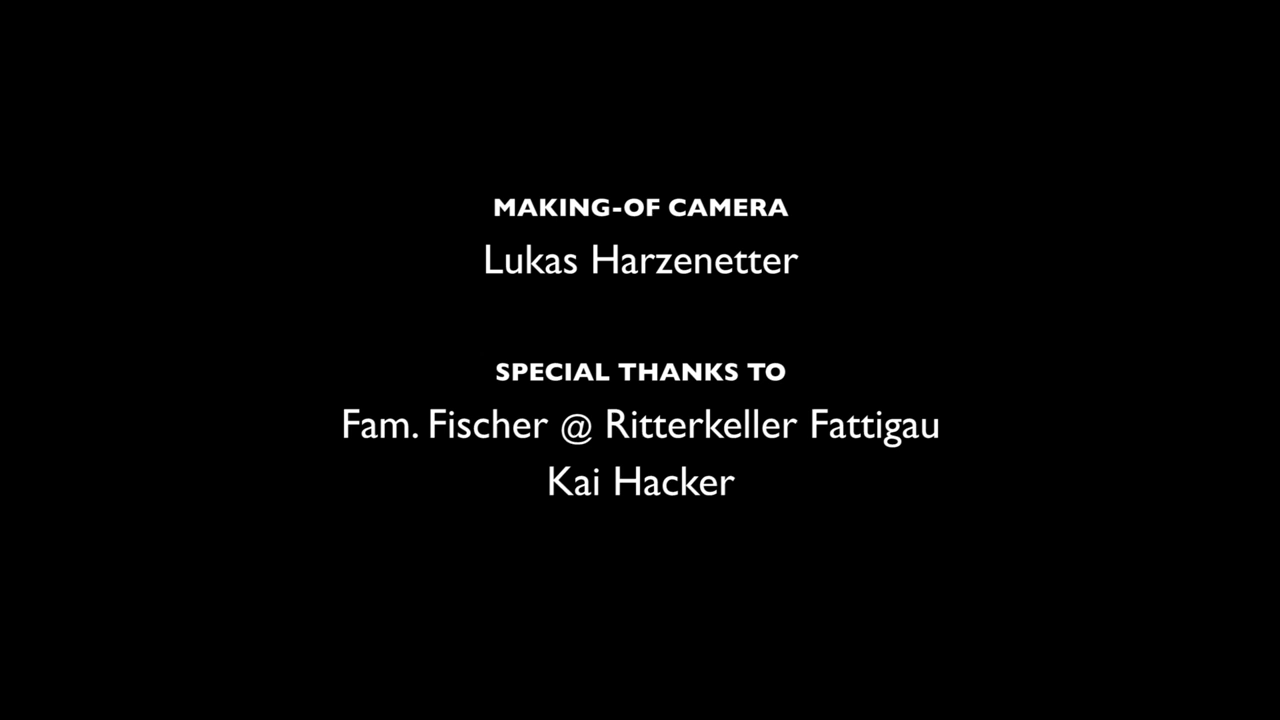 MAKING-OF CAMERA
Lukas Harzenetter
SPECIAL THANKS TO
Fam. Fischer @ Ritterkeller Fattigau
Kai Hacker